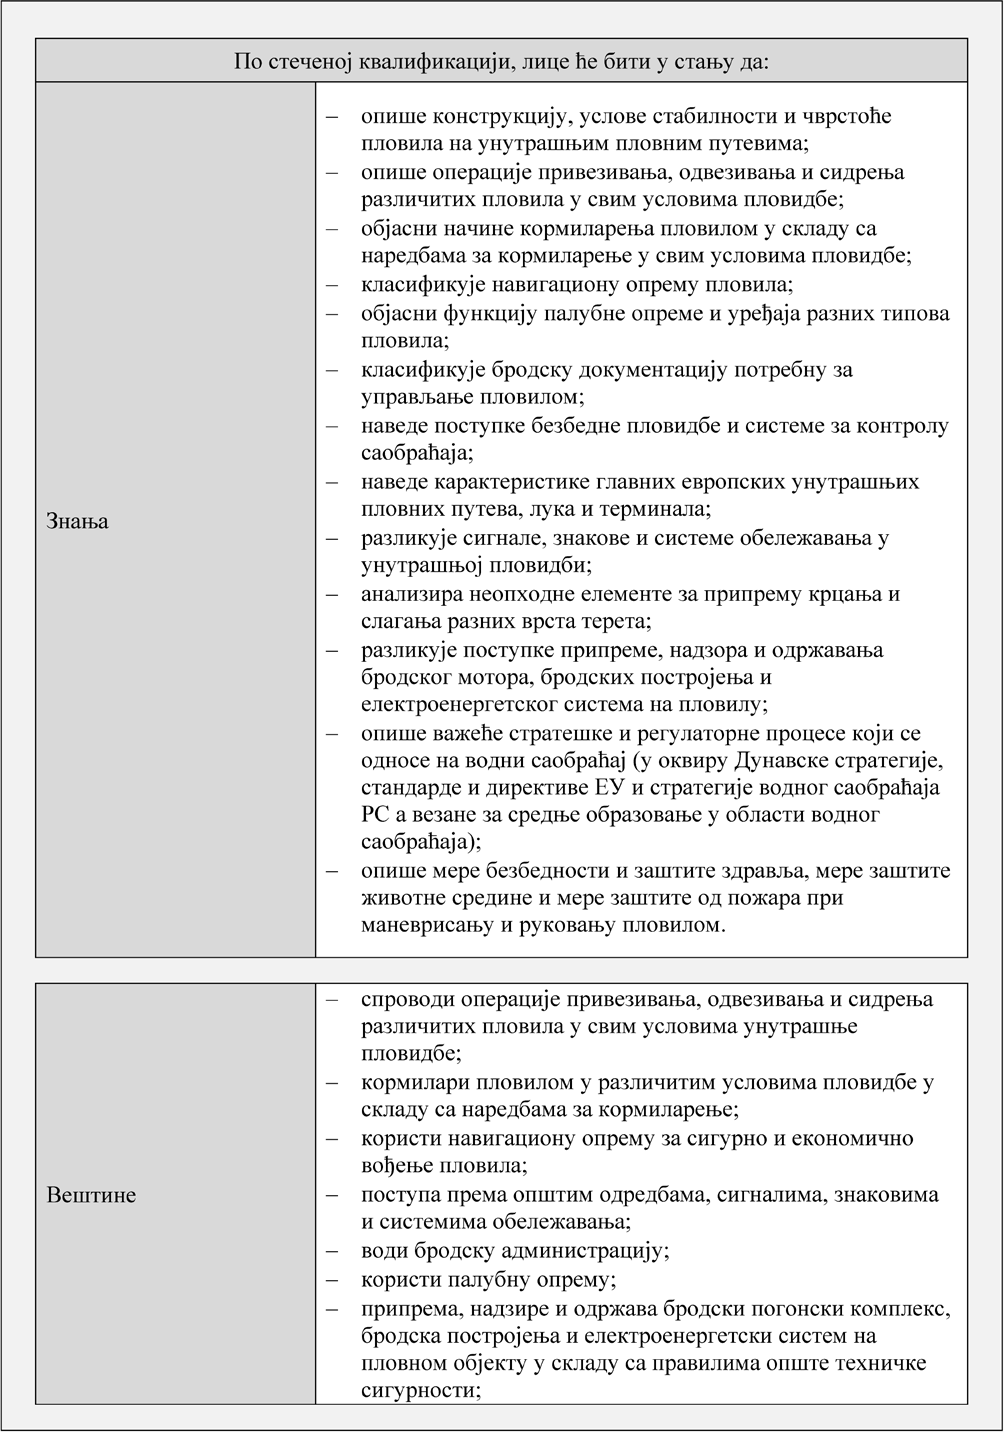 По стеченој квалификацији, лице ће бити у стању да:
Знања
– опише конструкцију, услове стабилности и чврстоће
пловила на унутрашњим пловним путевима;
– опише операције привезивања, одвезивања и сидрења
различитих пловила у свим условима пловидбе;
– објасни начине кормиларења пловилом у складу са
наредбама за кормиларење у свим условима пловидбе;
– класификује навигациону опрему пловила;
– објасни функцију палубне опреме и уређаја разних типова
пловила;
– класификује бродску документацију потребну за
управљање пловилом;
– наведе поступке безбедне пловидбе и системе за контролу
саобраћаја;
– наведе карактеристике главних европских унутрашњих
пловних путева, лука и терминала;
– разликује сигнале, знакове и системе обележавања у
унутрашњој пловидби;
– анализира неопходне елементе за припрему крцања и
слагања разних врста терета;
– разликује поступке припреме, надзора и одржавања
бродског мотора, бродских постројења и
електроенергетског система на пловилу;
– опише важеће стратешке и регулаторне процесе који се
односе на водни саобраћај (у оквиру Дунавске стратегије,
стандарде и директиве ЕУ и стратегије водног саобраћаја
РС а везане за средње образовање у области водног
саобраћаја);
– опише мере безбедности и заштите здравља, мере заштите
животне средине и мере заштите од пожара при
маневрисању и руковању пловилом.
Вештине
– спроводи операције привезивања, одвезивања и сидрења
различитих пловила у свим условима унутрашње
пловидбе;
– кормилари пловилом у различитим условима пловидбе у
складу са наредбама за кормиларење;
– користи навигациону опрему за сигурно и економично
вођење пловила;
– поступа према општим одредбама, сигналима, знаковима
и системима обележавања;
– води бродску администрацију;
– користи палубну опрему;
– припрема, надзире и одржава бродски погонски комплекс,
бродска постројења и електроенергетски систем на
пловном објекту у складу са правилима опште техничке
сигурности;